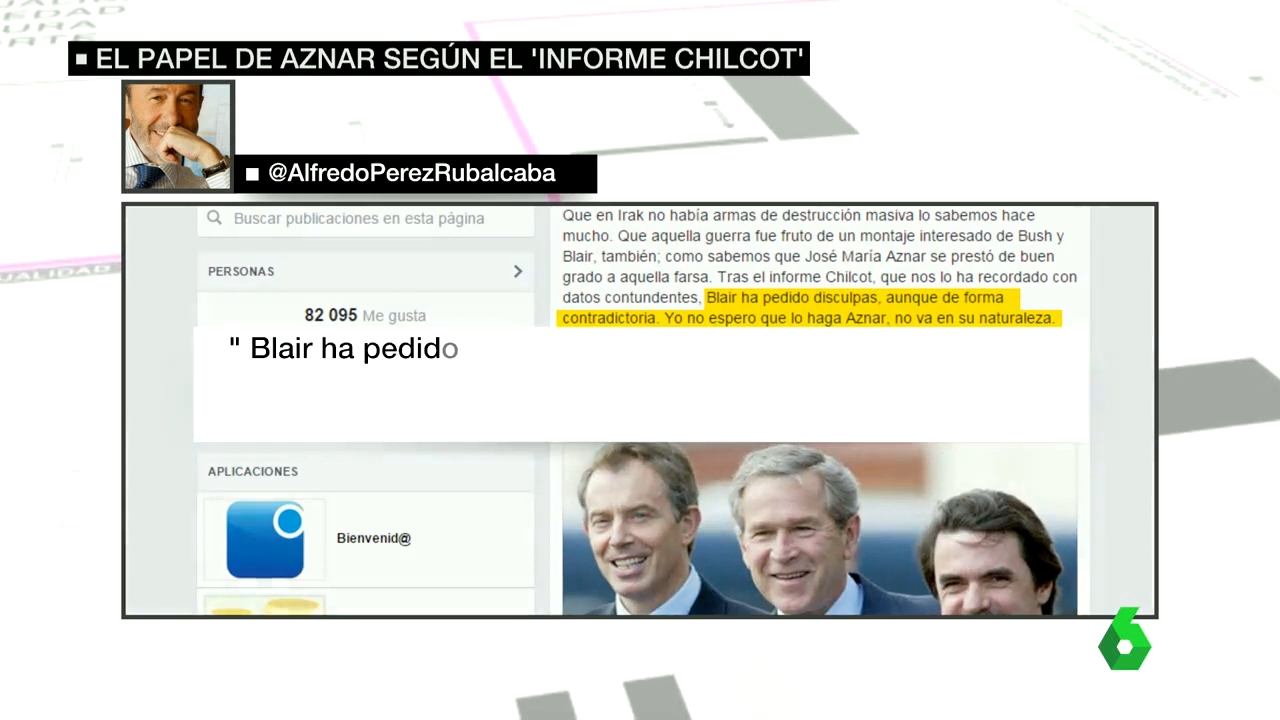 EL PAPEL DE AZNAR SEGÚN EL 'INFORME CHILCOT'
@AlfredoPerezRubalcaba
Buscar publicaciones en esta página
PERSONAS
82 095 Me gusta
Que en Irak no había armas de destrucción masiva lo sabemos hace
mucho. Que aquella guerra fue fruto de un montaje interesado de Bush y
Blair, también; como sabemos que José María Aznar se prestó de buen
grado a aquella farsa. Tras el informe Chilcot, que nos lo ha recordado con
datos contundentes, Blair ha pedido disculpas, aunque de forma
contradictoria. Yo no espero que lo haga Aznar, no va en su naturaleza.
" Blair ha pedido
APLICACIONES
Bienvenid@
6